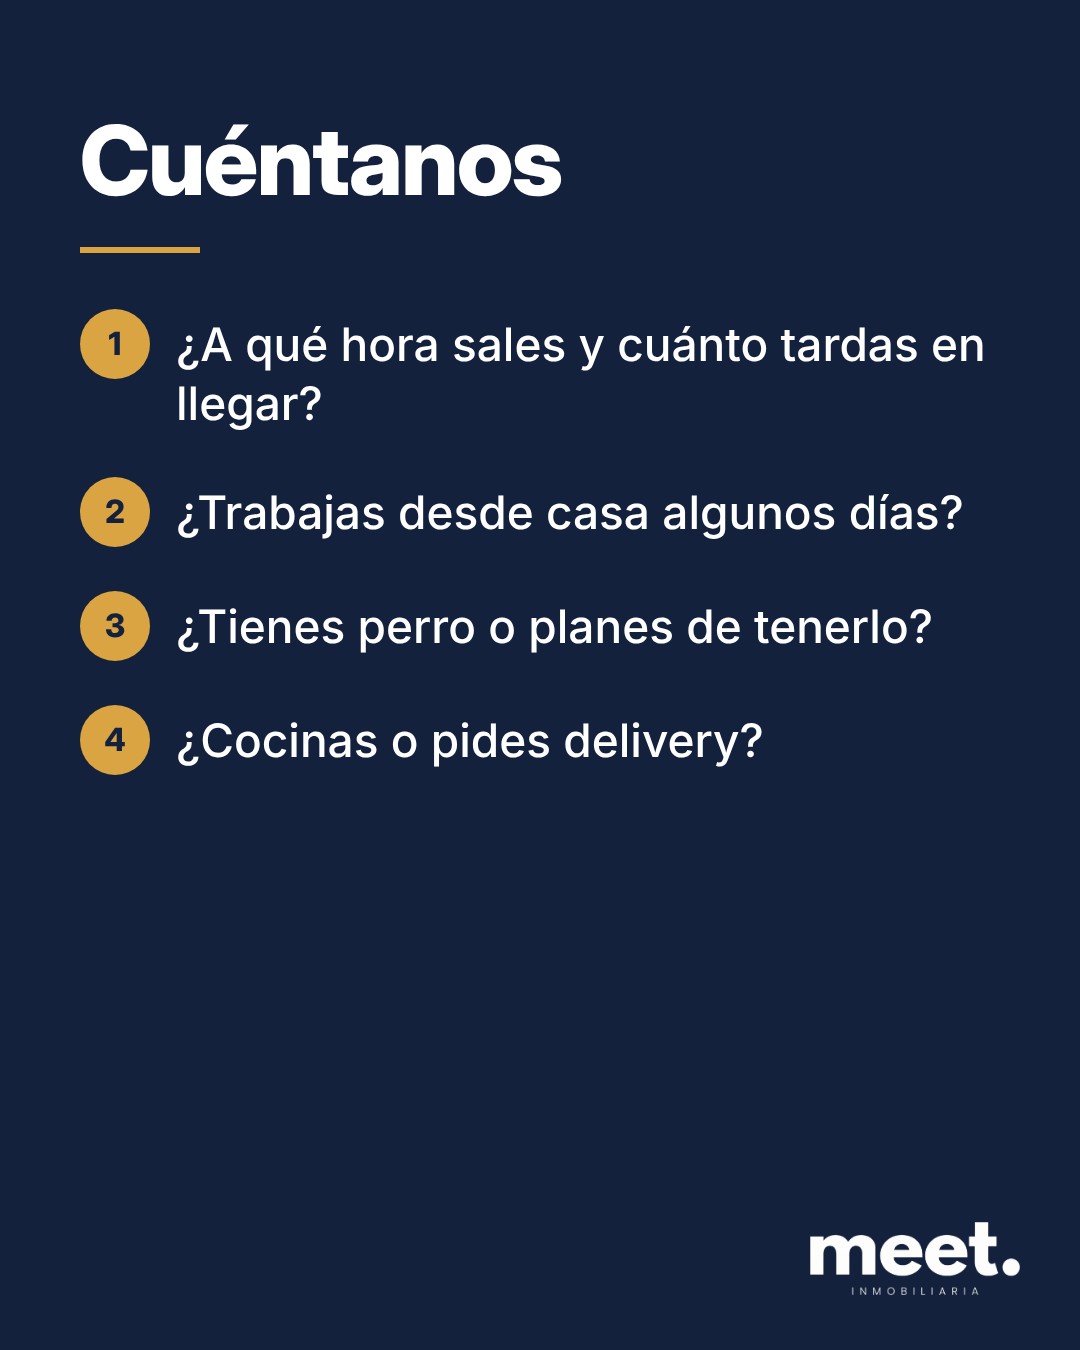 Cuéntanos
1 ¿A qué hora sales y cuánto tardas en
llegar?
2 ¿Trabajas desde casa algunos días?
3 ¿Tienes perro o planes de tenerlo?
4 ¿Cocinas o pides delivery?
meet.
INMOBILIARIA